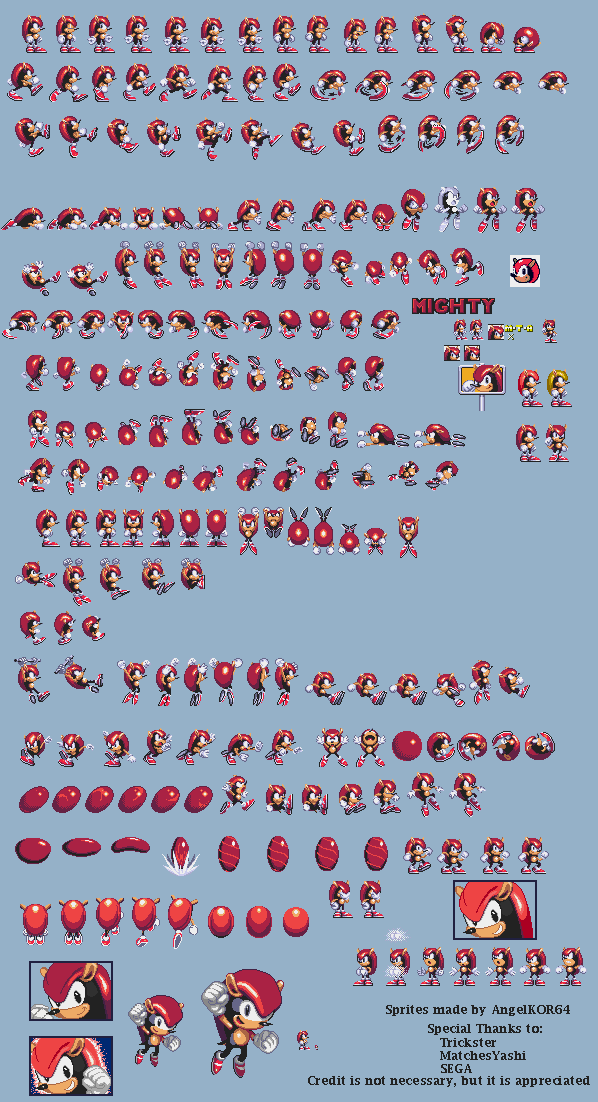 MIGHTY
M·T·A
X
Sprites made by AngelKOR64
Special Thanks to:
Trickster
MatchesYashi
SEGA
Credit is not necessary, but it is appreciated